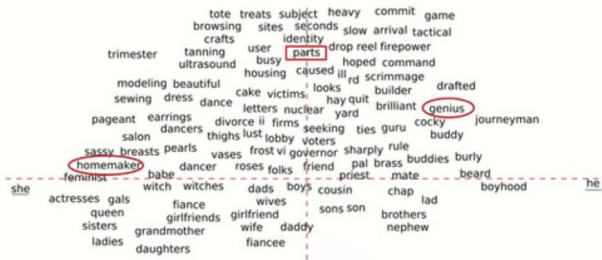 tote treats subject heavy commit game
browsing sites seconds slow arrival tactical
crafts identity
trimester tanning user parts drop reel firepower
ultrasound busy hoped command
housing caused ill rd scrimmage
modeling beautiful cake victims looks builder drafted
sewing dress dance letters nuclear hay quit brilliant genius
pageant earrings divorce ii firms yard cocky journeyman
salon dancers thighs lust lobby seeking ties guru buddy
voters
sassy breasts pearls vases frost vi governor sharply rule
homemaker dancer roses folks friend pal brass buddies burly
feminist babe priest mate beard
she witch witches dads boys cousin chap boyhood he
actresses gals fiance wives sons son lad
queen girlfriends girlfriend brothers
sisters grandmother wife daddy nephew
ladies daughters fiancee